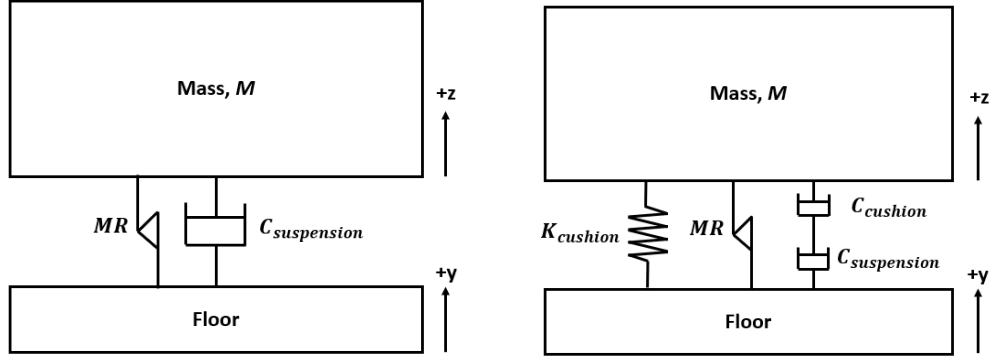 Mass, M
+z
MR
C_suspension
+y
Floor
Mass, M
+z
K_cushion
MR
C_cushion
C_suspension
+y
Floor